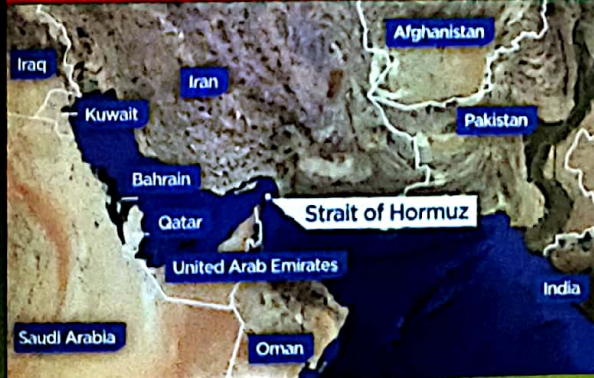 Afghanistan
Iraq
Iran
Kuwait
Pakistan
Bahrain
Strait of Hormuz
Qatar
United Arab Emirates
India
Saudi Arabia
Oman